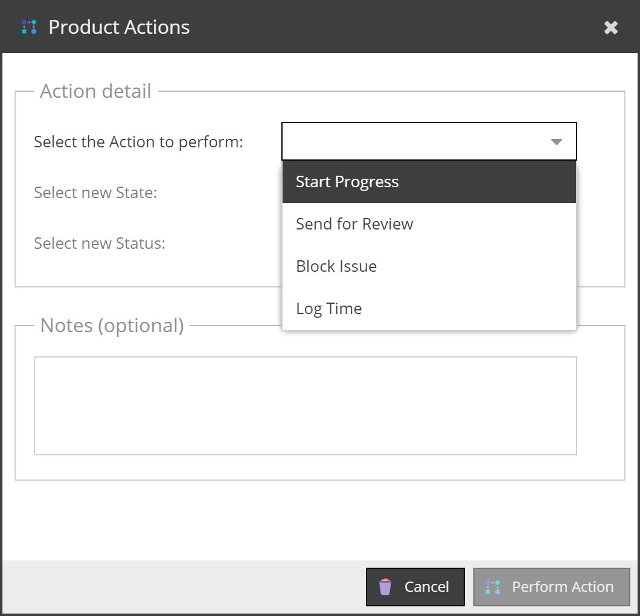 Product Actions
Action detail
Select the Action to perform:
Start Progress
Select new State:
Send for Review
Select new Status:
Block Issue
Log Time
Notes (optional)
Cancel
Perform Action